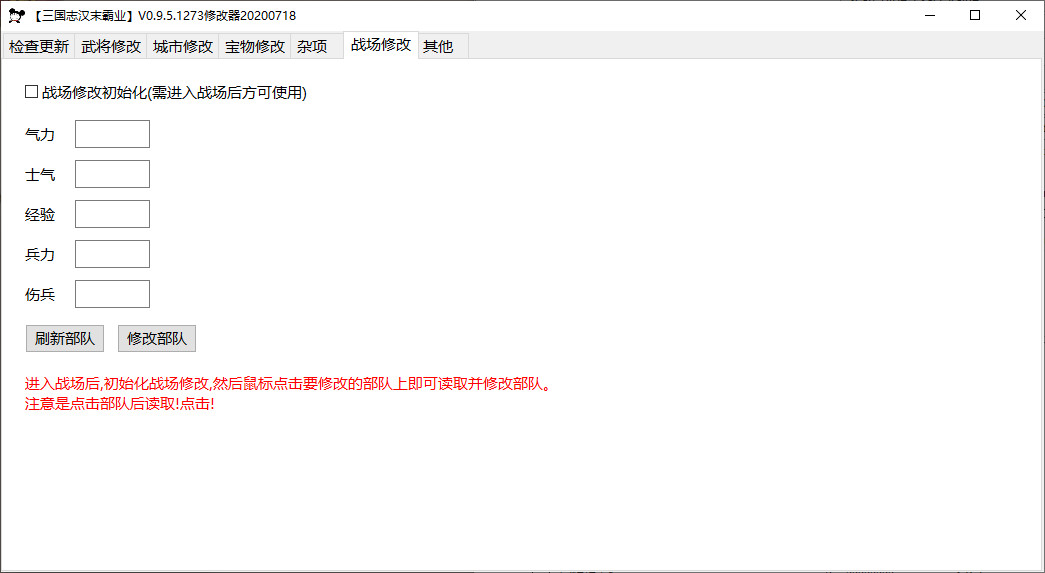 【三国志汉末霸业】V0.9.5.1273修改器20200718
检查更新 武将修改 城市修改 宝物修改 杂项 战场修改 其他
战场修改初始化(需进入战场后方可使用)
气力
士气
经验
兵力
伤兵
刷新部队 修改部队
进入战场后,初始化战场修改,然后鼠标点击要修改的部队上即可读取并修改部队。
注意是点击部队后读取!点击!